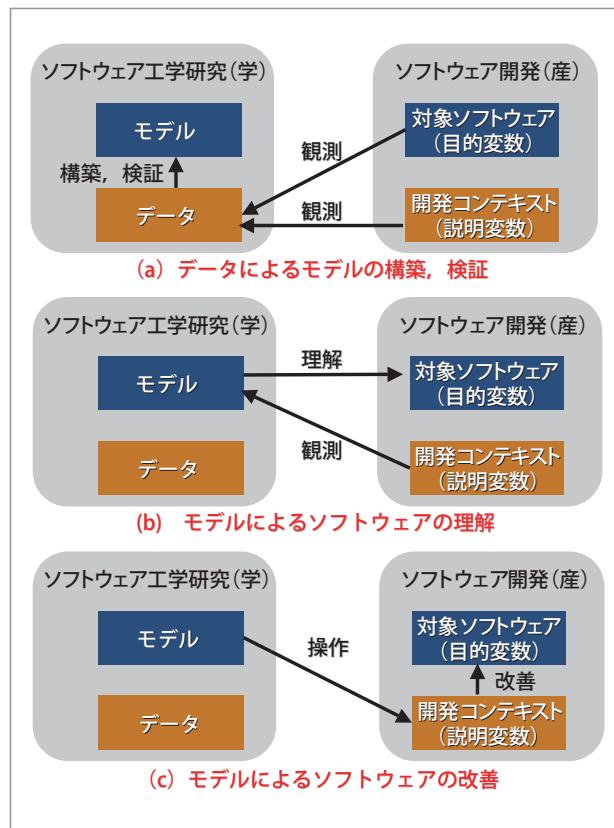 ソフトウェア工学研究（学）
ソフトウェア開発（産）
モデル
対象ソフトウェア
（目的変数）
観測
構築，検証
データ
観測
開発コンテキスト
（説明変数）
(a) データによるモデルの構築，検証
ソフトウェア工学研究（学）
ソフトウェア開発（産）
モデル
理解
対象ソフトウェア
（目的変数）
データ
観測
開発コンテキスト
（説明変数）
(b) モデルによるソフトウェアの理解
ソフトウェア工学研究（学）
ソフトウェア開発（産）
モデル
操作
対象ソフトウェア
（目的変数）
改善
データ
開発コンテキスト
（説明変数）
(c) モデルによるソフトウェアの改善